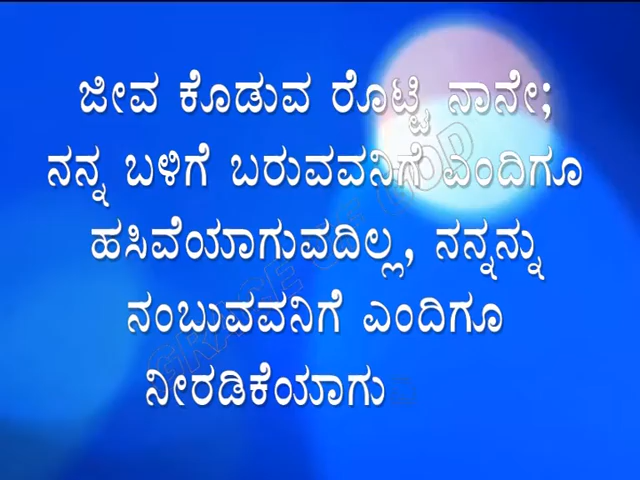 ಜೀವ ಕೊಡುವ ರೊಟ್ಟಿ ನಾನೇ;
ನನ್ನ ಬಳಿಗೆ ಬರುವವನಿಗೆ ಎಂದಿಗೂ
ಹಸಿವೆಯಾಗುವದಿಲ್ಲ, ನನ್ನನ್ನು
ನಂಬುವವನಿಗೆ ಎಂದಿಗೂ
ನೀರಡಿಕೆಯಾಗು